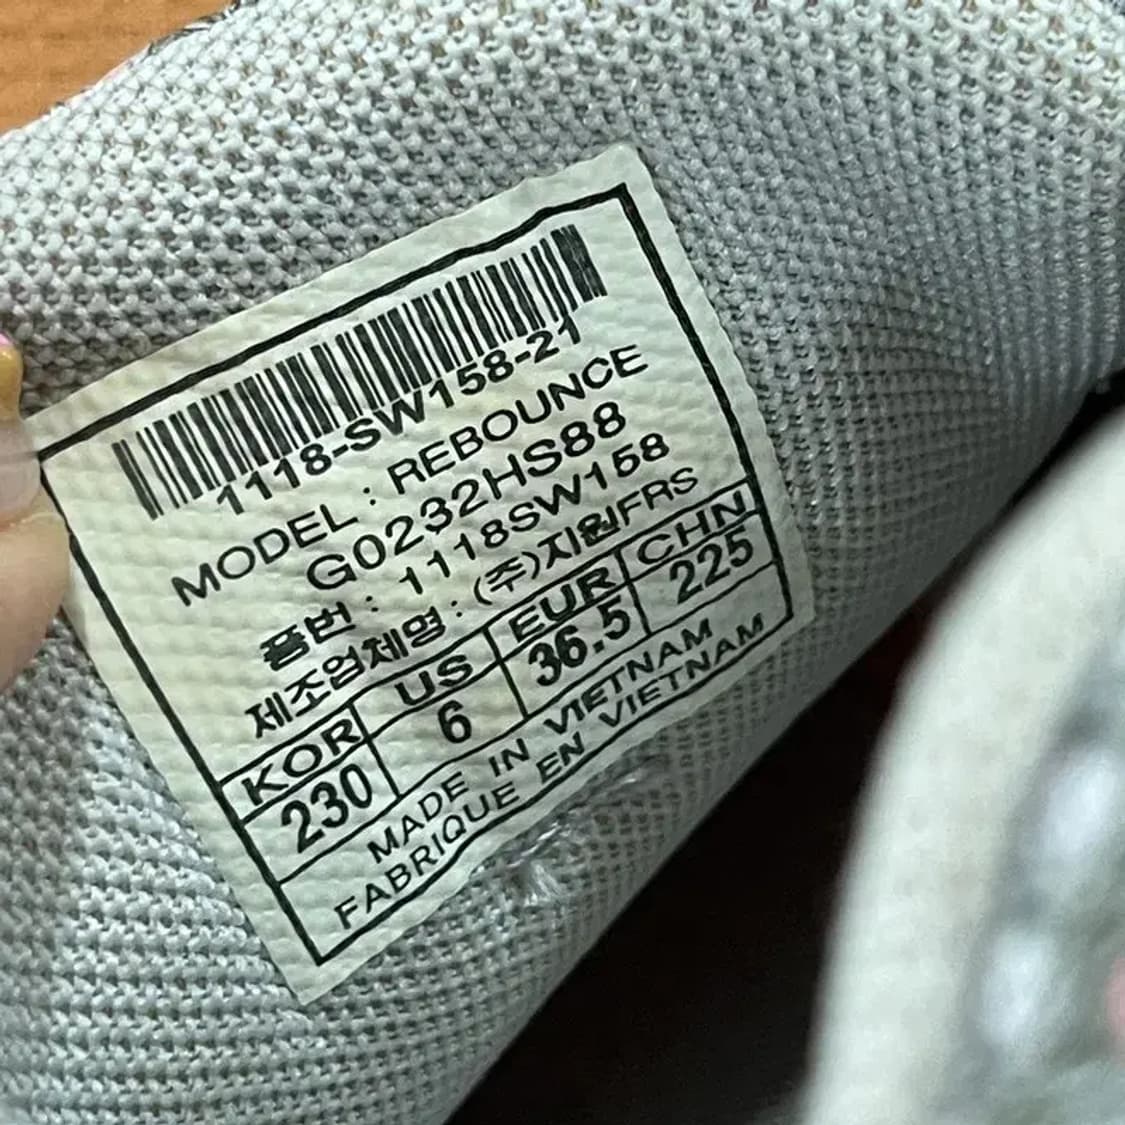 1118-SW158-21
MODEL : REBOUNCE
G0232HS88
품번 : 1118SW158
제조업체명 : (주)지원FRS
KOR US EUR CHN
230 6 36.5 225
MADE IN VIETNAM
FABRIQUE EN VIETNAM